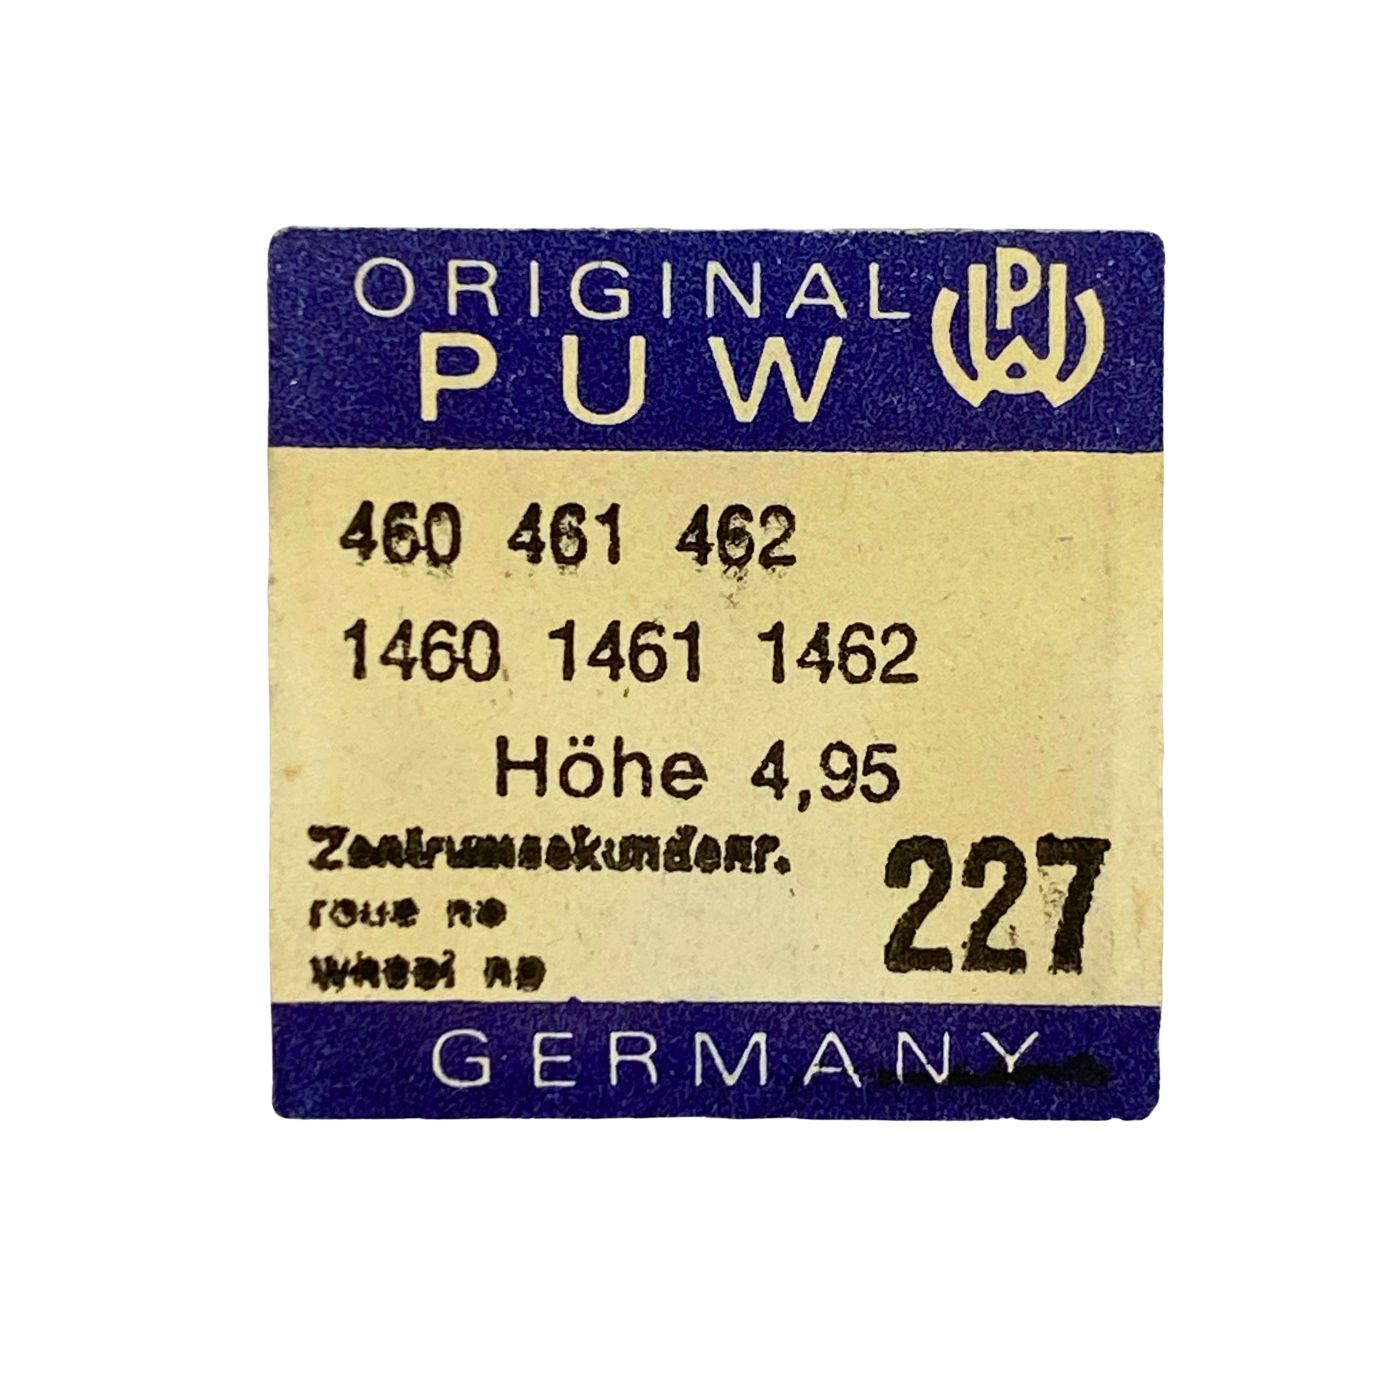 ORIGINAL
PUW
460 461 462
1460 1461 1462
Höhe 4,95
Zentrumsekundenr.
227
roue no
wheel no
GERMANY